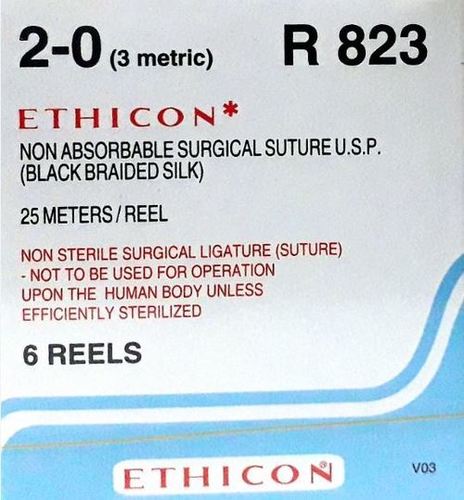 2-0 (3 metric) R 823
ETHICON*
NON ABSORBABLE SURGICAL SUTURE U.S.P.
(BLACK BRAIDED SILK)
25 METERS/REEL
NON STERILE SURGICAL LIGATURE (SUTURE)
- NOT TO BE USED FOR OPERATION
UPON THE HUMAN BODY UNLESS
EFFICIENTLY STERILIZED
6 REELS
ETHICON®
V03